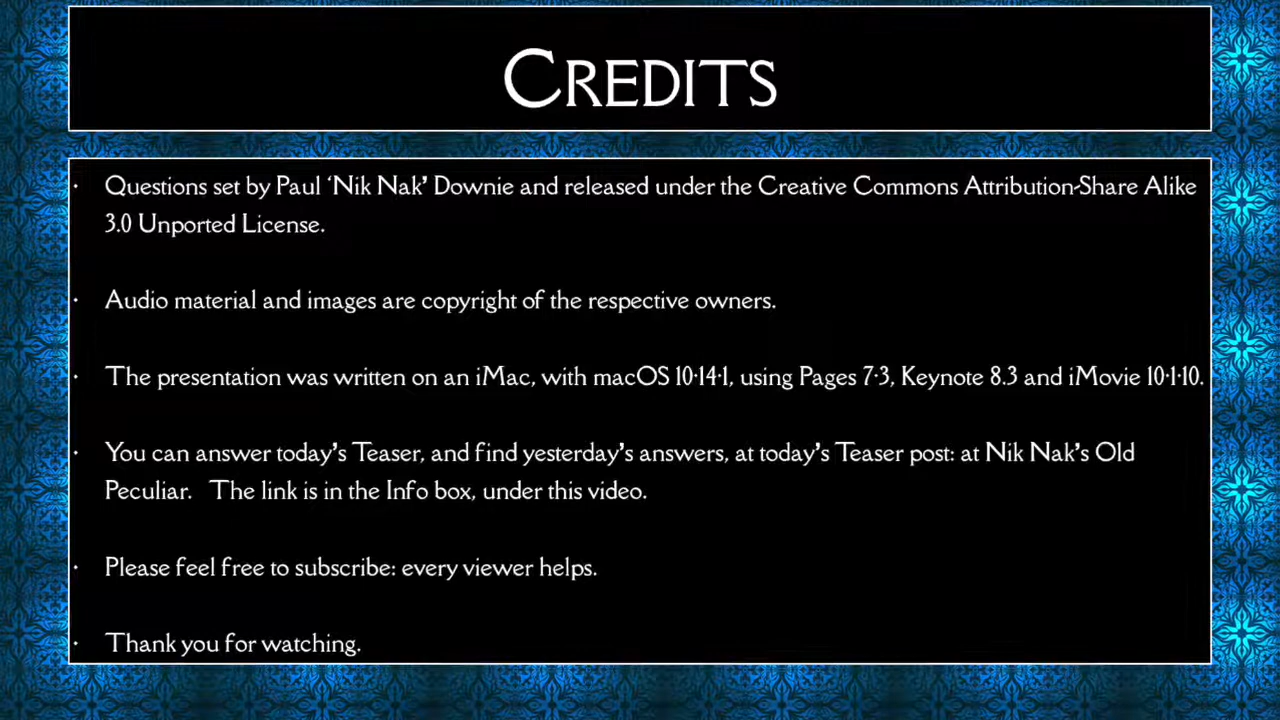 CREDITS
• Questions set by Paul ‘Nik Nak’ Downie and released under the Creative Commons Attribution-Share Alike
3.0 Unported License.
• Audio material and images are copyright of the respective owners.
• The presentation was written on an iMac, with macOS 10·14·1, using Pages 7·3, Keynote 8.3 and iMovie 10·1·10.
• You can answer today’s Teaser, and find yesterday’s answers, at today’s Teaser post: at Nik Nak’s Old
Peculiar. The link is in the Info box, under this video.
• Please feel free to subscribe: every viewer helps.
• Thank you for watching.